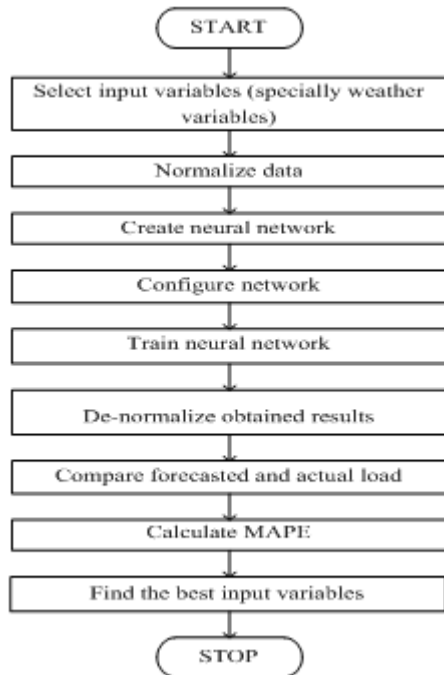 START
Select input variables (specially weather
variables)
Normalize data
Create neural network
Configure network
Train neural network
De-normalize obtained results
Compare forecasted and actual load
Calculate MAPE
Find the best input variables
STOP